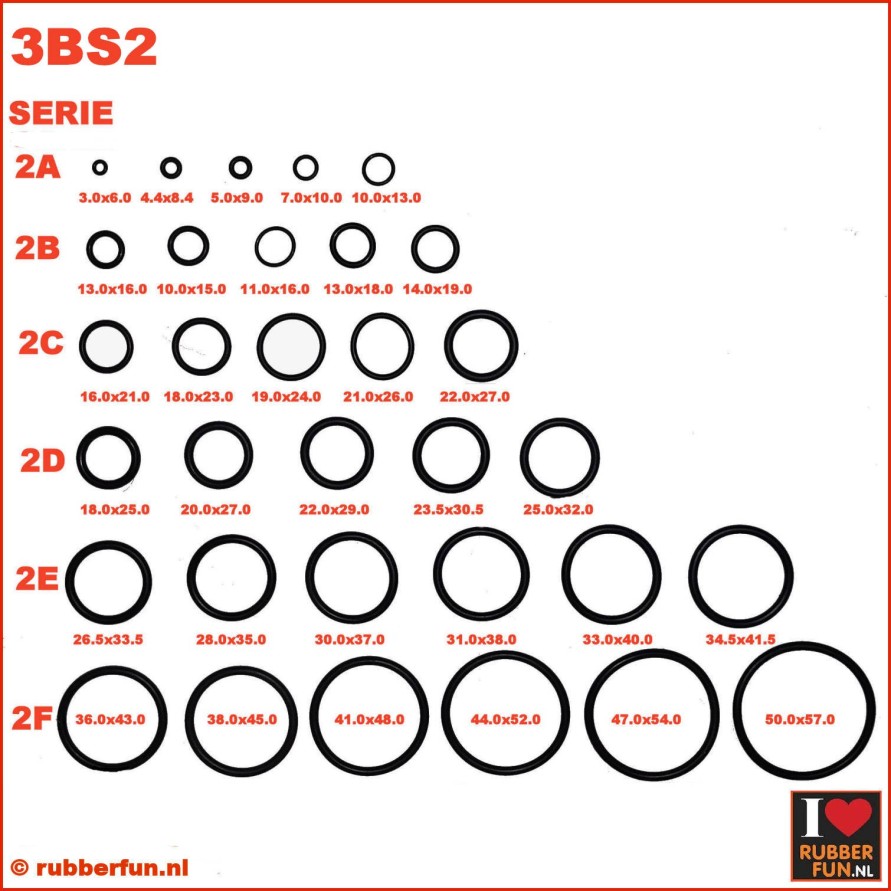 3BS2
SERIE
2A
3.0x6.0 4.4x8.4 5.0x9.0 7.0x10.0 10.0x13.0
2B
13.0x16.0 10.0x15.0 11.0x16.0 13.0x18.0 14.0x19.0
2C
16.0x21.0 18.0x23.0 19.0x24.0 21.0x26.0 22.0x27.0
2D
18.0x25.0 20.0x27.0 22.0x29.0 23.5x30.5 25.0x32.0
2E
26.5x33.5 28.0x35.0 30.0x37.0 31.0x38.0 33.0x40.0 34.5x41.5
2F 36.0x43.0 38.0x45.0 41.0x48.0 44.0x52.0 47.0x54.0 50.0x57.0
I
RUBBER
FUN.NL
© rubberfun.nl